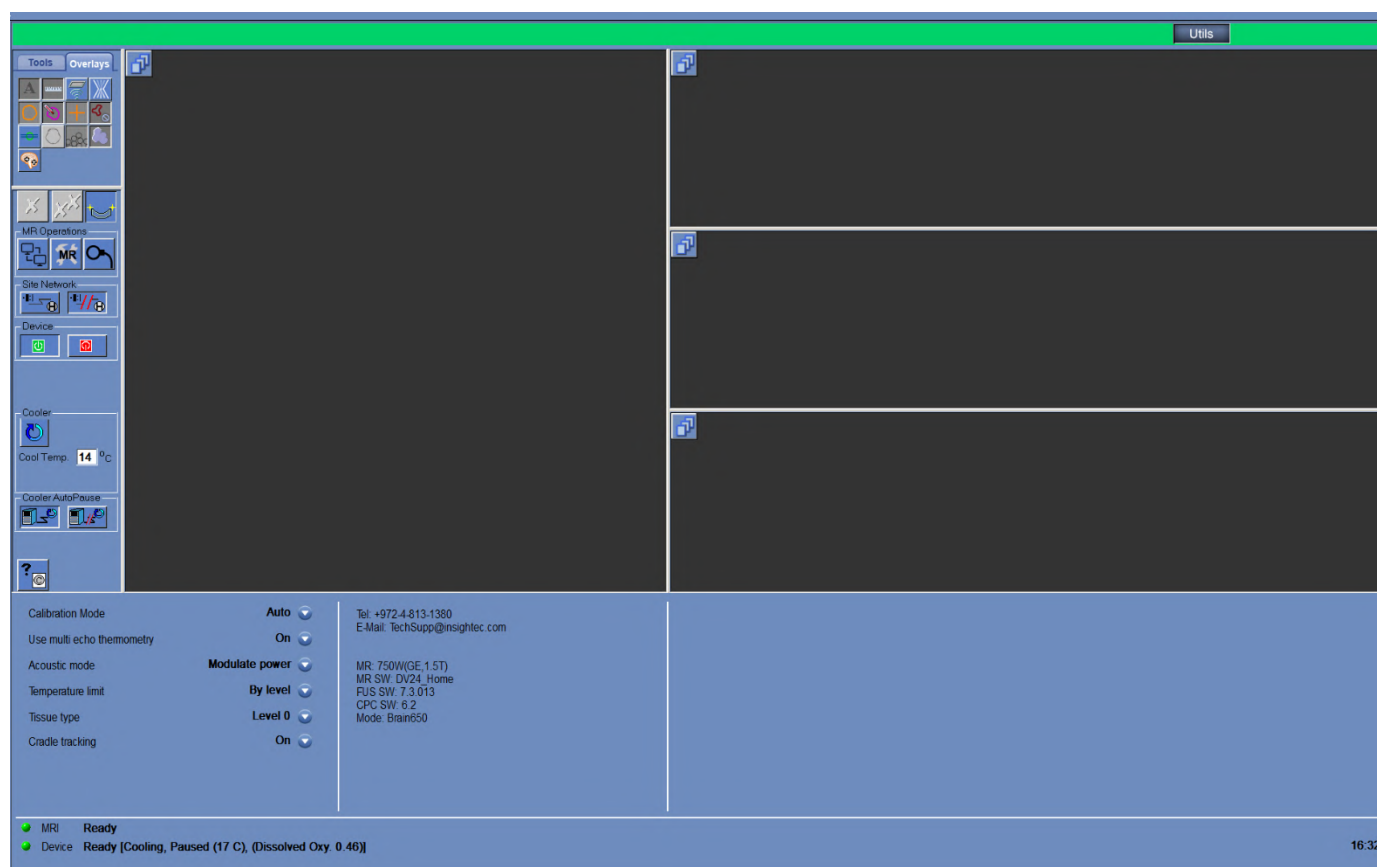 Utils
Tools Overlays
A
MR Operations
MR
Site Network
H H
Device
Cooler
Cool Temp. 14 °C
Cooler AutoPause
?
©
Calibration Mode Auto
Use multi echo thermometry On
Acoustic mode Modulate power
Temperature limit By level
Tissue type Level 0
Cradle tracking On
Tel: +972-4-813-1380
E-Mail: TechSupp@insightec.com
MR: 750W(GE,1.5T)
MR SW: DV24_Home
FUS SW: 7.3.013
CPC SW: 6.2
Mode: Brain650
MRI Ready
Device Ready [Cooling, Paused (17 C), (Dissolved Oxy. 0.46)]
16:32